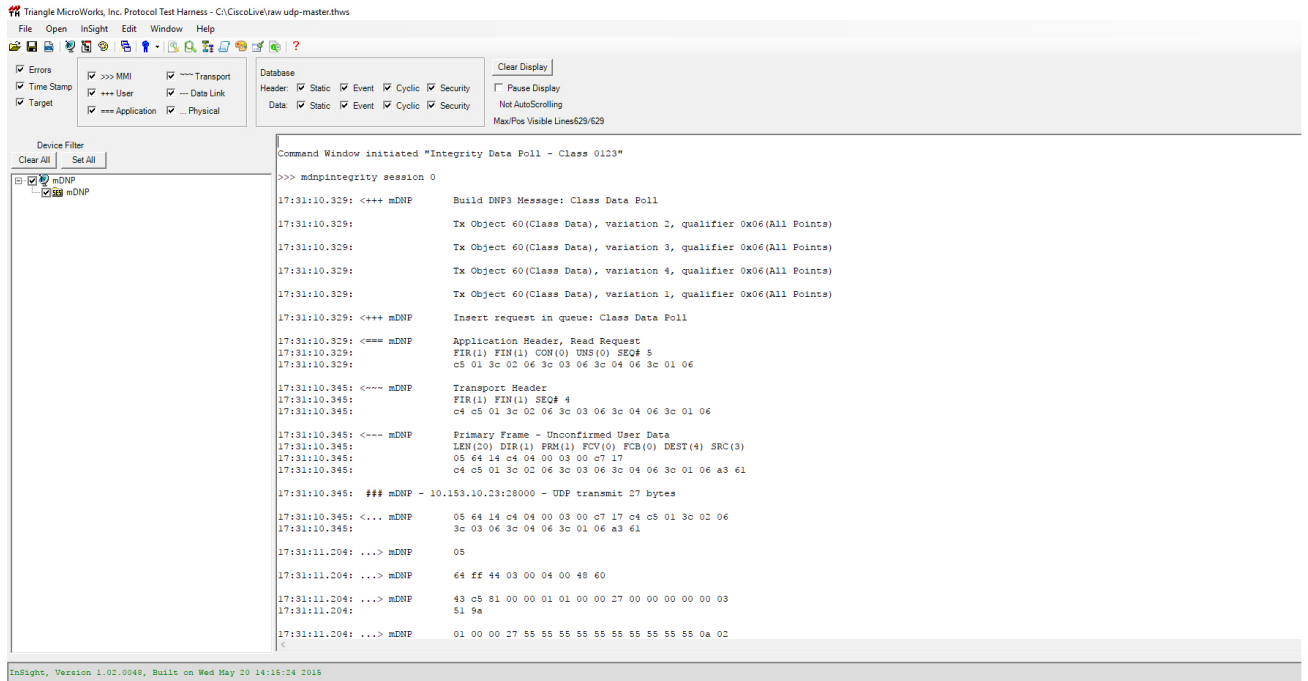 Triangle MicroWorks, Inc. Protocol Test Harness - C:\CiscoLive\raw udp-master.thws
File Open InSight Edit Window Help
Errors
Time Stamp
Target
>>> MMI
+++ User
=== Application
~~~ Transport
--- Data Link
... Physical
Database
Header: Static Event Cyclic Security
Data: Static Event Cyclic Security
Clear Display
Pause Display
Not AutoScrolling
Max/Pos Visible Lines629/629
Device Filter
Clear All Set All
mDNP
SES mDNP
Command Window initiated "Integrity Data Poll - Class 0123"
>>> mdnpintegrity session 0
17:31:10.329: <+++ mDNP Build DNP3 Message: Class Data Poll
17:31:10.329: Tx Object 60(Class Data), variation 2, qualifier 0x06(All Points)
17:31:10.329: Tx Object 60(Class Data), variation 3, qualifier 0x06(All Points)
17:31:10.329: Tx Object 60(Class Data), variation 4, qualifier 0x06(All Points)
17:31:10.329: Tx Object 60(Class Data), variation 1, qualifier 0x06(All Points)
17:31:10.329: <+++ mDNP Insert request in queue: Class Data Poll
17:31:10.329: <=== mDNP Application Header, Read Request
17:31:10.329: FIR(1) FIN(1) CON(0) UNS(0) SEQ# 5
17:31:10.329: c5 01 3c 02 06 3c 03 06 3c 04 06 3c 01 06
17:31:10.345: <~~~ mDNP Transport Header
17:31:10.345: FIR(1) FIN(1) SEQ# 4
17:31:10.345: c4 c5 01 3c 02 06 3c 03 06 3c 04 06 3c 01 06
17:31:10.345: <--- mDNP Primary Frame - Unconfirmed User Data
17:31:10.345: LEN(20) DIR(1) PRM(1) FCV(0) FCB(0) DEST(4) SRC(3)
17:31:10.345: 05 64 14 c4 04 00 03 00 c7 17
17:31:10.345: c4 c5 01 3c 02 06 3c 03 06 3c 04 06 3c 01 06 a3 61
17:31:10.345: ### mDNP - 10.153.10.23:28000 - UDP transmit 27 bytes
17:31:10.345: <... mDNP 05 64 14 c4 04 00 03 00 c7 17 c4 c5 01 3c 02 06
17:31:10.345: 3c 03 06 3c 04 06 3c 01 06 a3 61
17:31:11.204: ...> mDNP 05
17:31:11.204: ...> mDNP 64 ff 44 03 00 04 00 48 60
17:31:11.204: ...> mDNP 43 c5 81 00 00 01 01 00 00 27 00 00 00 00 00 03
17:31:11.204: 51 9a
17:31:11.204: ...> mDNP 01 00 00 27 55 55 55 55 55 55 55 55 55 55 0a 02
InSight, Version 1.02.0048, Built on Wed May 20 14:15:24 2015